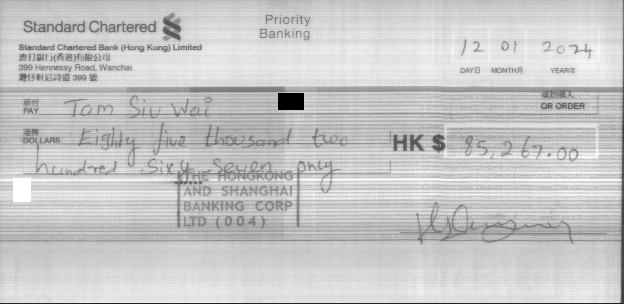 Standard Chartered
Priority
Banking
Standard Chartered Bank (Hong Kong) Limited
渣打銀行(香港)有限公司
399 Hennessy Road, Wanchai
灣仔軒尼詩道 399 號
12 01 2024
DAY日 MONTH月 YEAR年
祈付
PAY Tam Siu Wai
或持票人
OR ORDER
港幣
DOLLARS Eighty five thousand two
hundred Sixty Seven only
HK$ 85,267.00
THE HONGKONG
AND SHANGHAI
BANKING CORP
LTD (004)